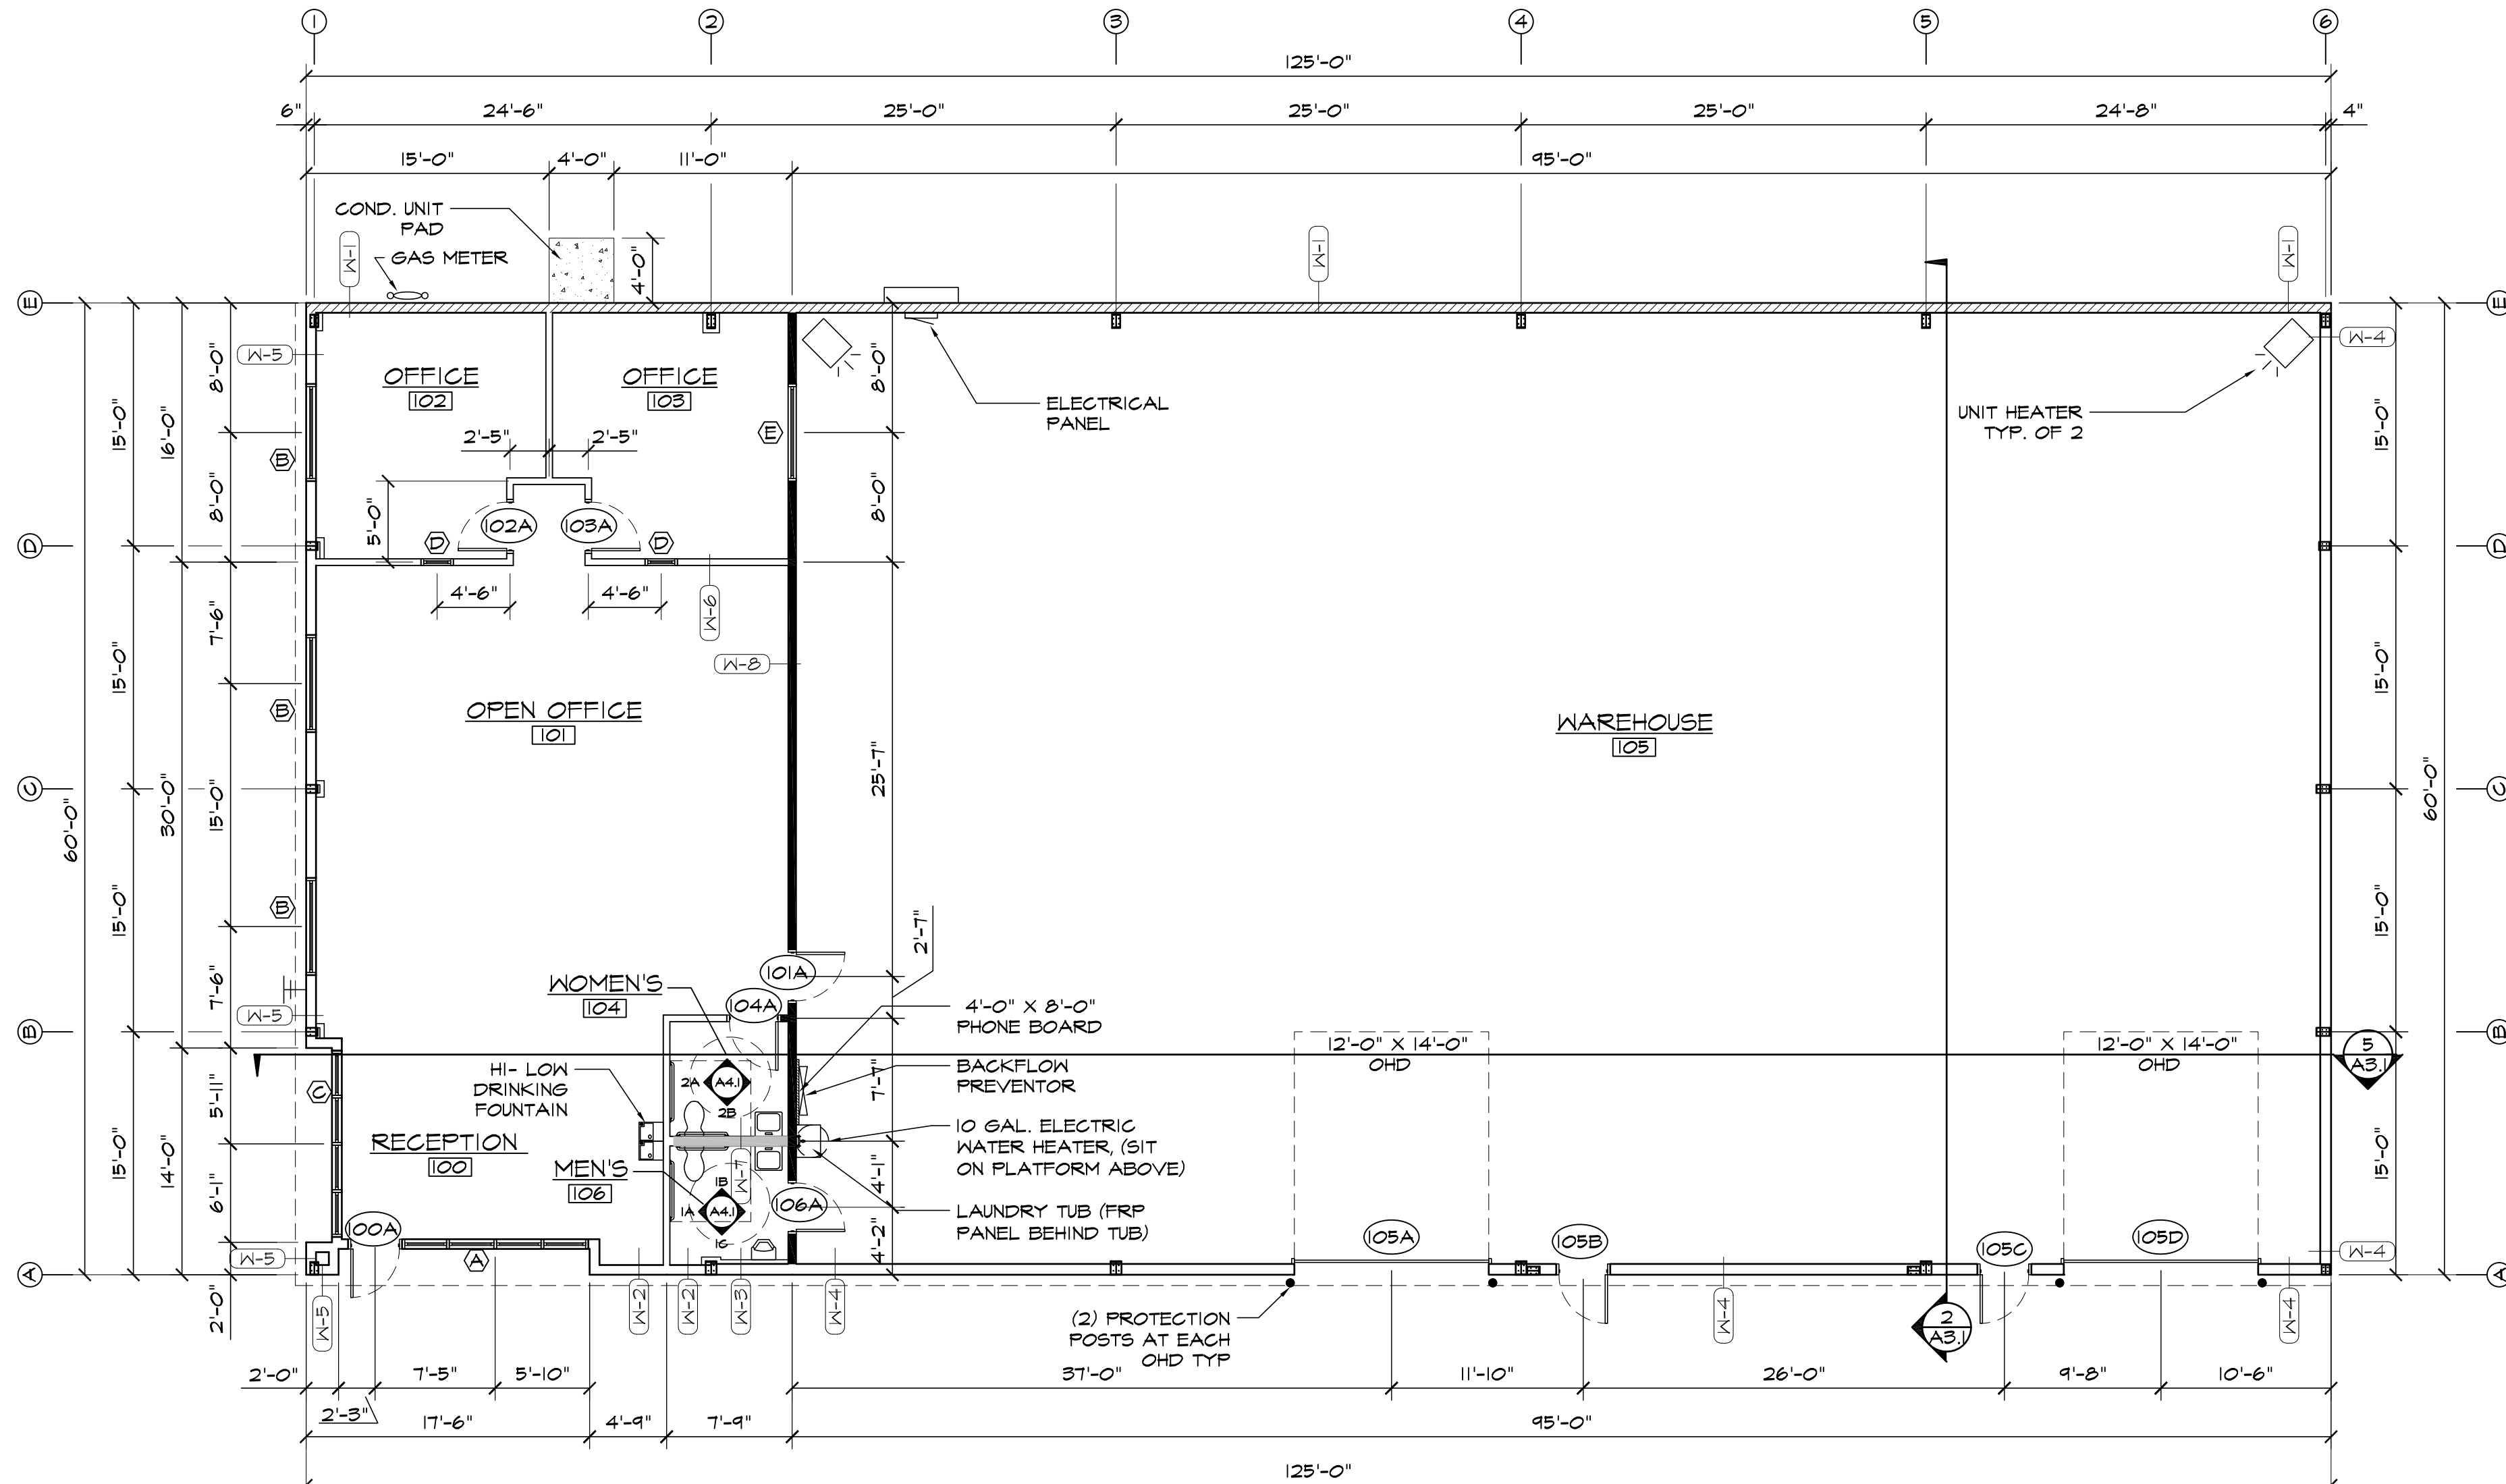 1 2 3 4 5 6
125'-0"
6" 24'-6" 25'-0" 25'-0" 25'-0" 24'-8" 4"
15'-0" 4'-0" 11'-0" 95'-0"
COND. UNIT
PAD
GAS METER
4'-0"
W-1 W-1 W-1
E E
W-5 W-4
8'-0" 8'-0"
OFFICE
102
OFFICE
103
ELECTRICAL
PANEL
UNIT HEATER
TYP. OF 2
15'-0" 16'-0" 15'-0"
2'-5" 2'-5"
E
B
8'-0" 8'-0"
5'-0"
102A 103A
D D
D D
4'-6" 4'-6"
W-6
7'-6"
W-8
15'-0" 15'-0"
B
OPEN OFFICE
101
WAREHOUSE
105
25'-7"
C C
60'-0" 30'-0" 15'-0" 60'-0"
15'-0" 15'-0"
B
2'-7"
7'-6"
101A
WOMEN'S
104
104A
4'-0" X 8'-0"
PHONE BOARD
W-5
B B
12'-0" X 14'-0"
OHD
12'-0" X 14'-0"
OHD
5
A3.1
HI- LOW
DRINKING
FOUNTAIN
2A A4.1
2B
7'-7"
BACKFLOW
PREVENTOR
C
5'-11"
10 GAL. ELECTRIC
WATER HEATER, (SIT
ON PLATFORM ABOVE)
RECEPTION
100
MEN'S
106
W-7
15'-0" 14'-0" 15'-0"
6'-1"
4'-1"
1B
1A A4.1
1C
106A
LAUNDRY TUB (FRP
PANEL BEHIND TUB)
100A
4'-2"
105A 105B 105C 105D
W-5 W-4
A
A A
2'-0"
W-5 W-2 W-2 W-3 W-4 W-4 W-4
(2) PROTECTION
POSTS AT EACH
OHD TYP
2
A3.1
2'-0" 7'-5" 5'-10" 37'-0" 11'-10" 26'-0" 9'-8" 10'-6"
2'-3"
17'-6" 4'-9" 7'-9" 95'-0"
125'-0"